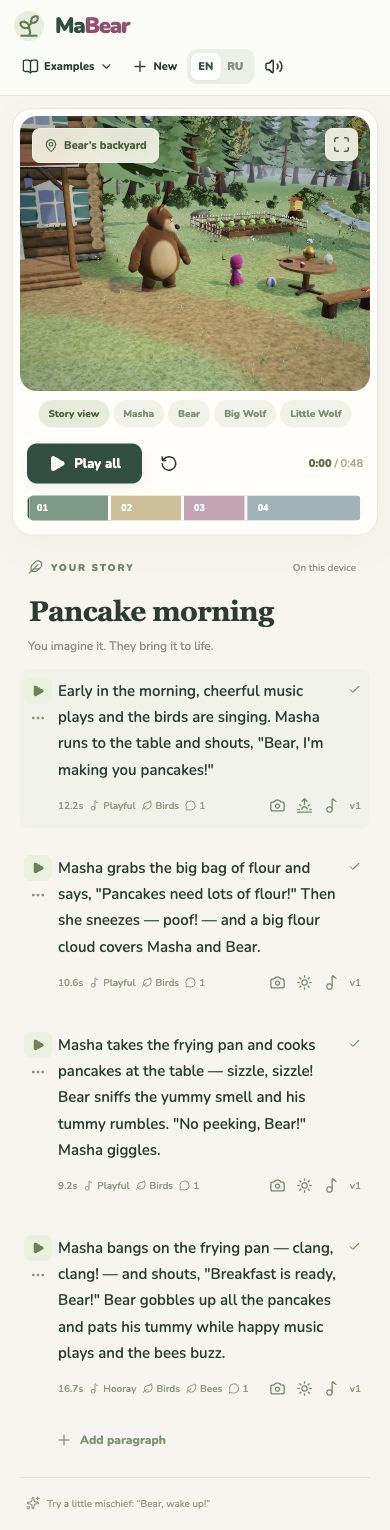 MaBear
Examples
New
EN RU
Bear's backyard
Story view Masha Bear Big Wolf Little Wolf
Play all
0:00 / 0:48
01 02 03 04
YOUR STORY
On this device
Pancake morning
You imagine it. They bring it to life.
Early in the morning, cheerful music
plays and the birds are singing. Masha
runs to the table and shouts, "Bear, I'm
making you pancakes!"
12.2s Playful Birds 1 v1
Masha grabs the big bag of flour and
says, "Pancakes need lots of flour!" Then
she sneezes — poof! — and a big flour
cloud covers Masha and Bear.
10.6s Playful Birds 1 v1
Masha takes the frying pan and cooks
pancakes at the table — sizzle, sizzle!
Bear sniffs the yummy smell and his
tummy rumbles. "No peeking, Bear!"
Masha giggles.
9.2s Playful Birds 1 v1
Masha bangs on the frying pan — clang,
clang! — and shouts, "Breakfast is ready,
Bear!" Bear gobbles up all the pancakes
and pats his tummy while happy music
plays and the bees buzz.
16.7s Hooray Birds Bees 1 v1
Add paragraph
Try a little mischief: “Bear, wake up!”